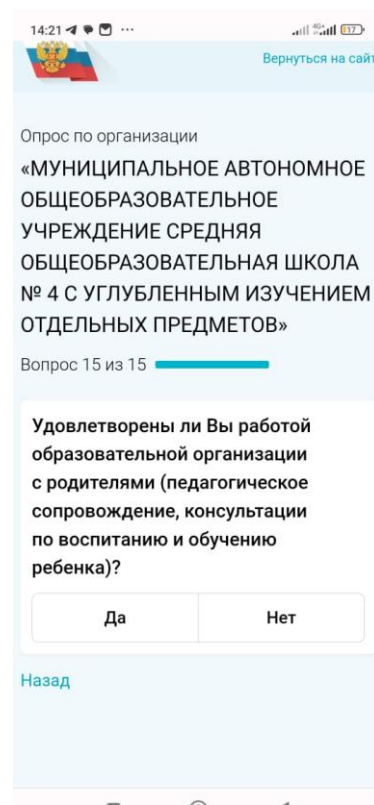 14:21
4G+
17
Вернуться на сайт
Опрос по организации
«МУНИЦИПАЛЬНОЕ АВТОНОМНОЕ
ОБЩЕОБРАЗОВАТЕЛЬНОЕ
УЧРЕЖДЕНИЕ СРЕДНЯЯ
ОБЩЕОБРАЗОВАТЕЛЬНАЯ ШКОЛА
№ 4 С УГЛУБЛЕННЫМ ИЗУЧЕНИЕМ
ОТДЕЛЬНЫХ ПРЕДМЕТОВ»
Вопрос 15 из 15
Удовлетворены ли Вы работой
образовательной организации
с родителями (педагогическое
сопровождение, консультации
по воспитанию и обучению
ребенка)?
Да
Нет
Назад